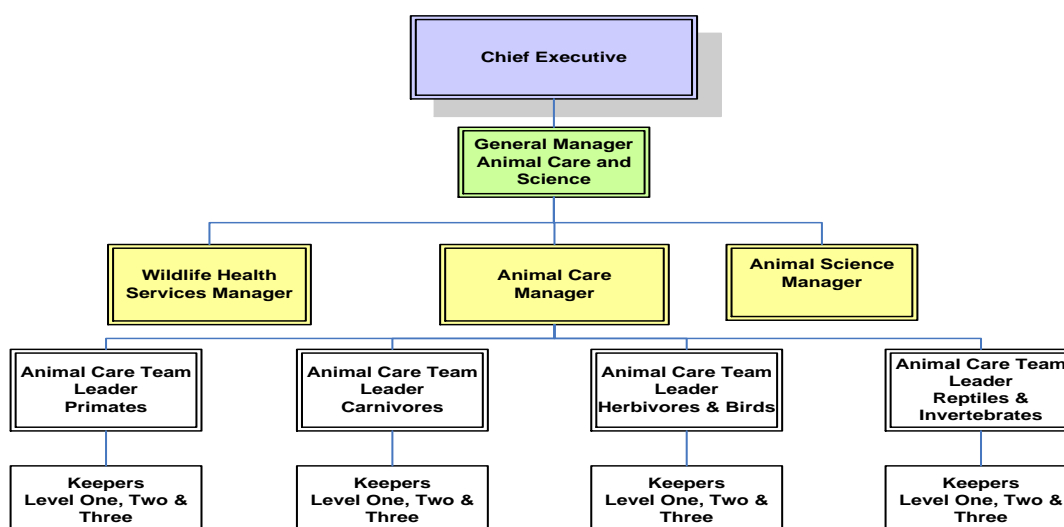 Chief Executive
General Manager
Animal Care and
Science
Wildlife Health
Services Manager
Animal Care
Manager
Animal Science
Manager
Animal Care Team
Leader
Primates
Animal Care Team
Leader
Carnivores
Animal Care Team
Leader
Herbivores & Birds
Animal Care Team
Leader
Reptiles &
Invertebrates
Keepers
Level One, Two &
Three
Keepers
Level One, Two &
Three
Keepers
Level One, Two &
Three
Keepers
Level One, Two &
Three